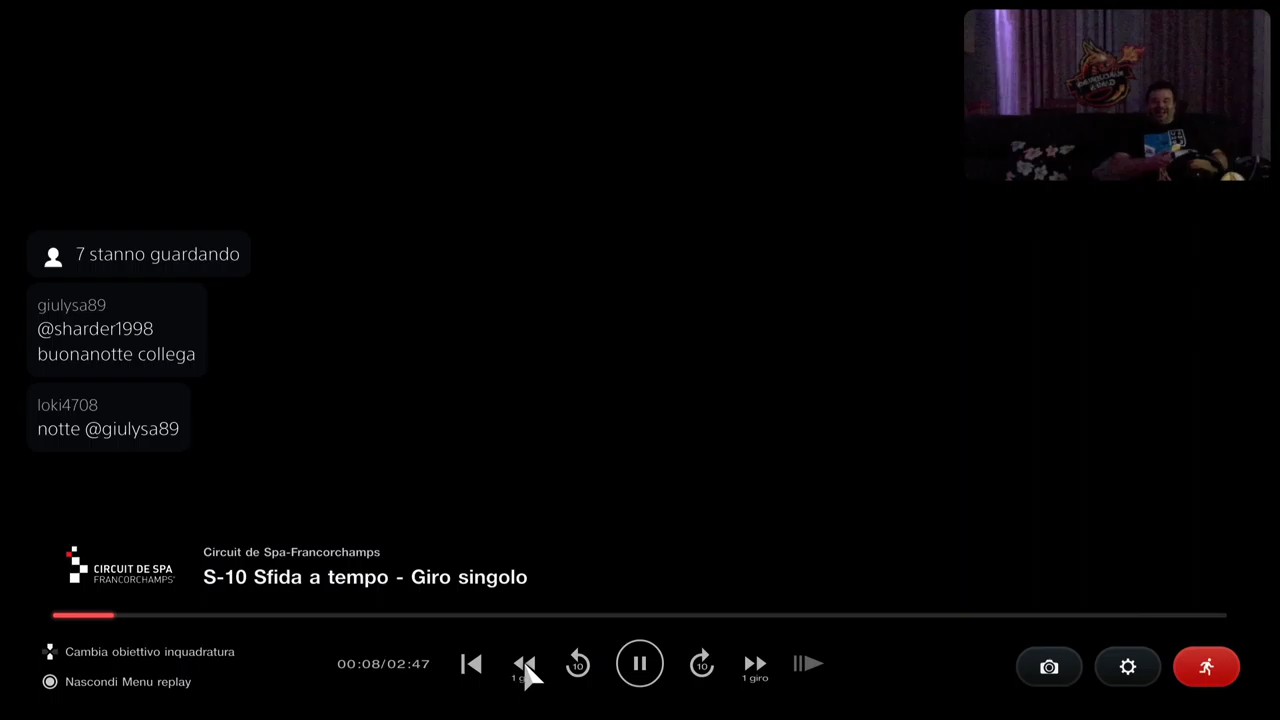 7 stanno guardando
giulysa89
@sharder1998
buonanotte collega
loki4708
notte @giulysa89
CIRCUIT DE SPA
FRANCORCHAMPS
Circuit de Spa-Francorchamps
S-10 Sfida a tempo - Giro singolo
Cambia obiettivo inquadratura
Nascondi Menu replay
00:08/02:47
10
10
1 giro